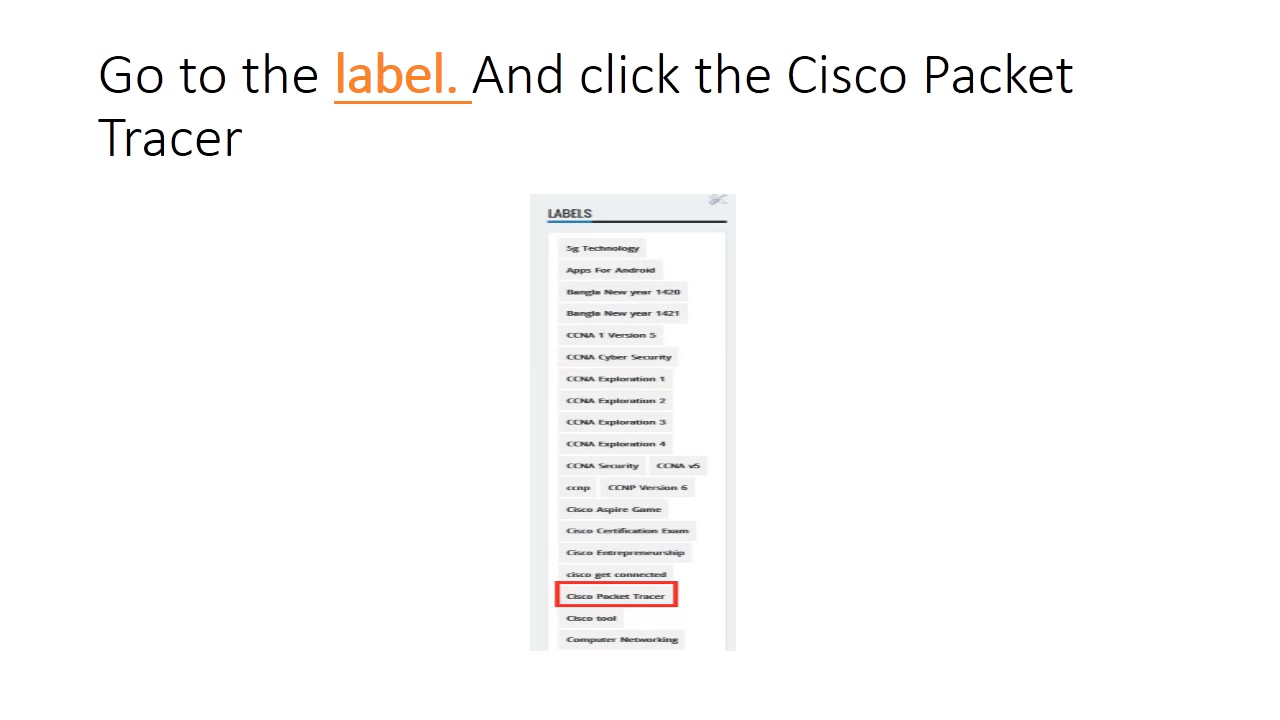 Go to the label. And click the Cisco Packet
Tracer
LABELS
5g Technology
Apps For Android
Bangla New year 1420
Bangla New year 1421
CCNA 1 Version 5
CCNA Cyber Security
CCNA Exploration 1
CCNA Exploration 2
CCNA Exploration 3
CCNA Exploration 4
CCNA Security CCNA v5
ccnp CCNP Version 6
Cisco Aspire Game
Cisco Certification Exam
Cisco Entrepreneurship
cisco get connected
Cisco Packet Tracer
Cisco tool
Computer Networking